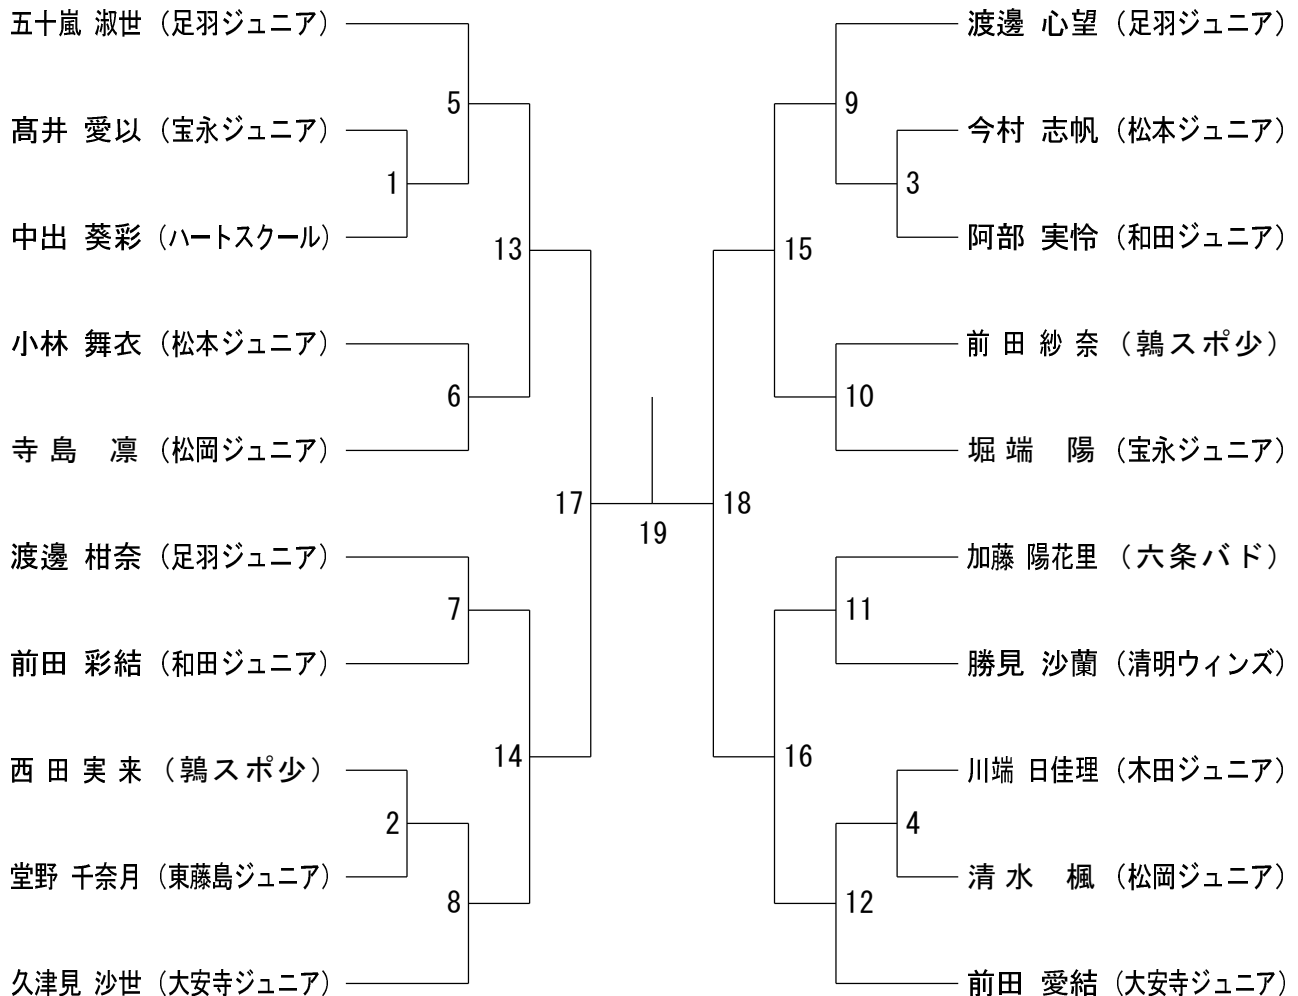 五十嵐 淑世（足羽ジュニア）
髙井 愛以（宝永ジュニア）
中出 葵彩（ハートスクール）
小林 舞衣（松本ジュニア）
寺島 凛（松岡ジュニア）
渡邊 柑奈（足羽ジュニア）
前田 彩結（和田ジュニア）
西田 実来（鶉スポ少）
堂野 千奈月（東藤島ジュニア）
久津見 沙世（大安寺ジュニア）
5
1
13
6
17
7
14
2
8
19
9
3
15
10
18
11
16
4
12
渡邊 心望（足羽ジュニア）
今村 志帆（松本ジュニア）
阿部 実怜（和田ジュニア）
前田 紗奈（鶉スポ少）
堀端 陽（宝永ジュニア）
加藤 陽花里（六条バド）
勝見 沙蘭（清明ウィンズ）
川端 日佳理（木田ジュニア）
清水 楓（松岡ジュニア）
前田 愛結（大安寺ジュニア）